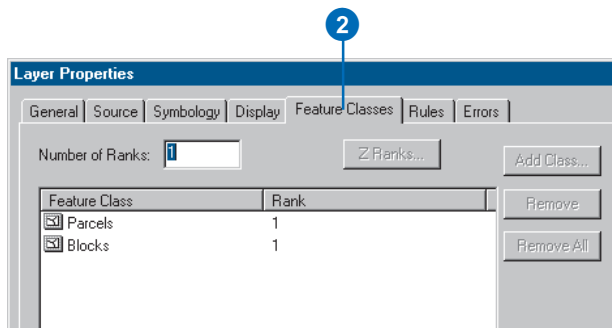 2
Layer Properties
General Source Symbology Display Feature Classes Rules Errors
Number of Ranks: 1 Z Ranks... Add Class...
Feature Class Rank Remove
Parcels 1
Blocks 1 Remove All